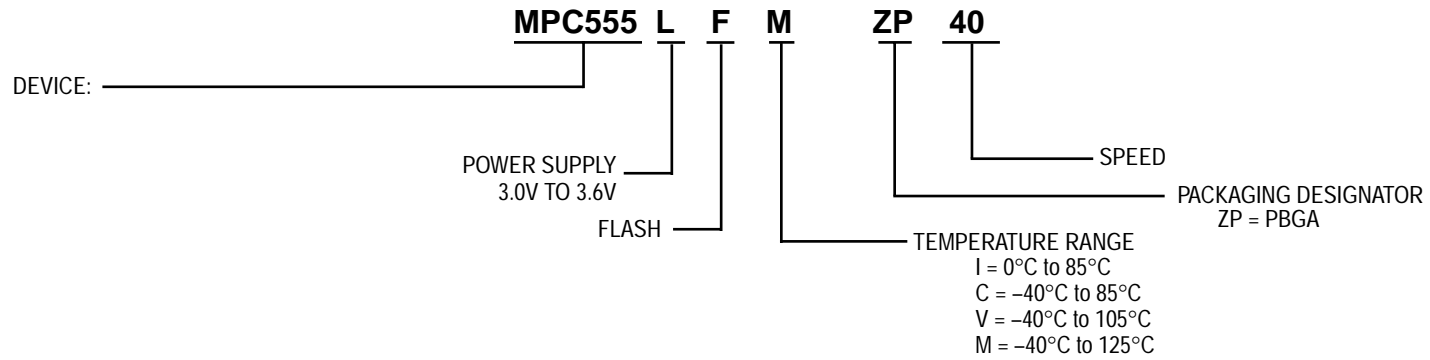 MPC555 L F M ZP 40
DEVICE:
SPEED
POWER SUPPLY
3.0V TO 3.6V
PACKAGING DESIGNATOR
ZP = PBGA
FLASH
TEMPERATURE RANGE
I = 0°C to 85°C
C = –40°C to 85°C
V = –40°C to 105°C
M = –40°C to 125°C